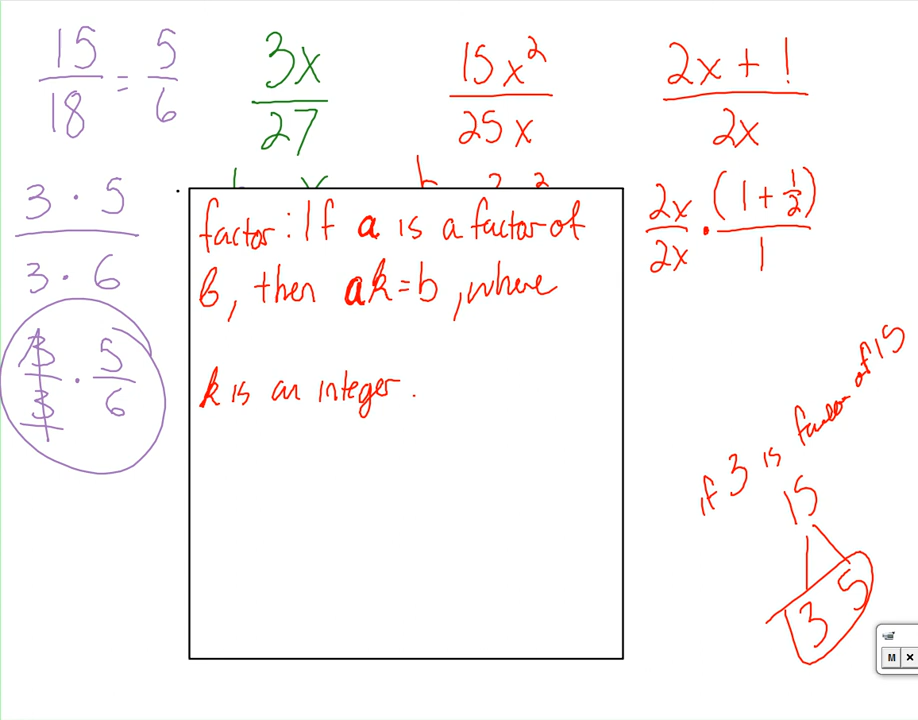 15/18 = 5/6
3x/27
15x²/25x
2x + 1/2x
3 · 5/3 · 6
2x/2x · (1 + 1/2)/1
3/3 · 5/6
factor: If a is a factor of
b, then ak = b, where
k is an integer.
if 3 is factor of 15
15
3 5
M ×